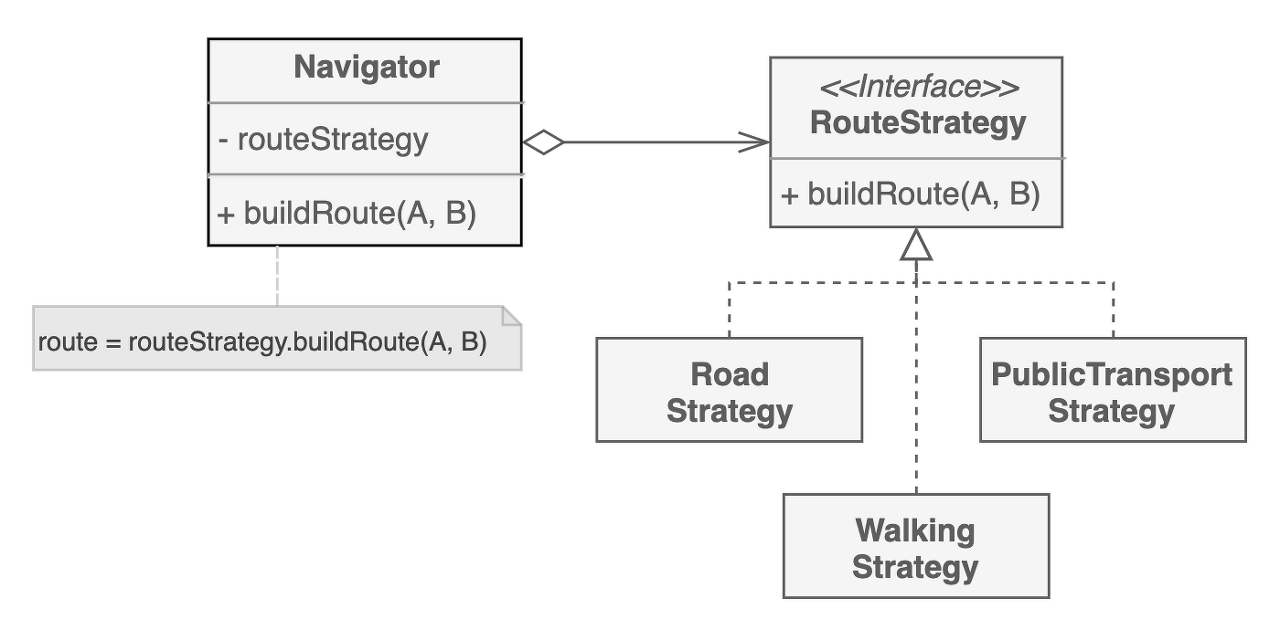 Navigator
- routeStrategy
+ buildRoute(A, B)
route = routeStrategy.buildRoute(A, B)
<<Interface>>
RouteStrategy
+ buildRoute(A, B)
Road
Strategy
PublicTransport
Strategy
Walking
Strategy